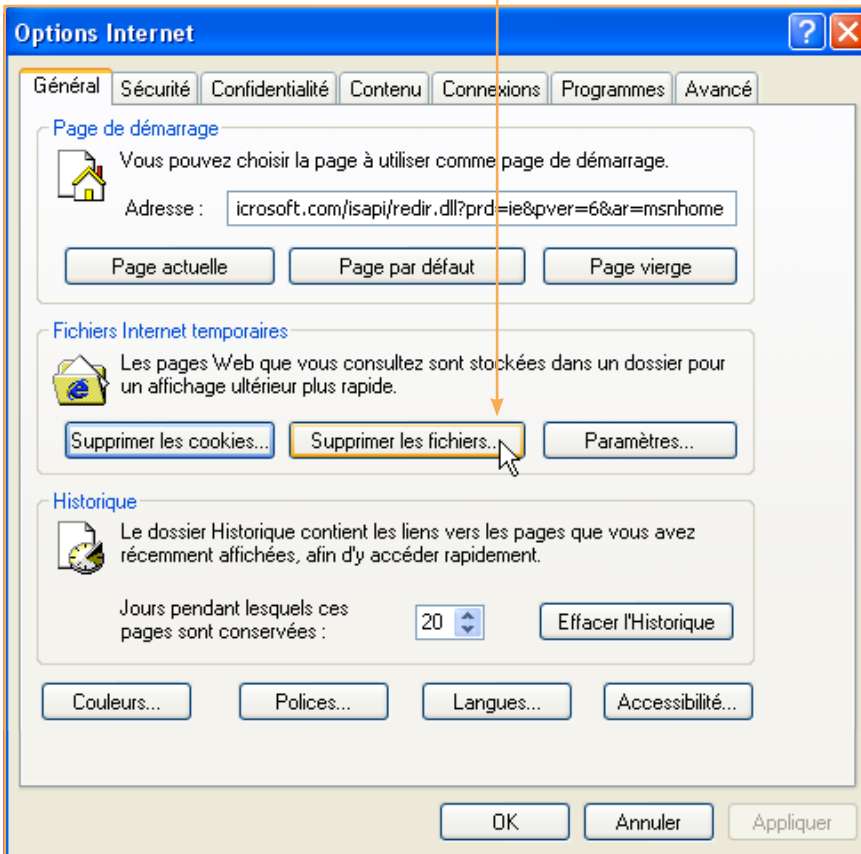 Options Internet
Général Sécurité Confidentialité Contenu Connexions Programmes Avancé
Page de démarrage
Vous pouvez choisir la page à utiliser comme page de démarrage.
Adresse : icrosoft.com/isapi/redir.dll?prd=ie&pver=6&ar=msnhome
Page actuelle Page par défaut Page vierge
Fichiers Internet temporaires
Les pages Web que vous consultez sont stockées dans un dossier pour
un affichage ultérieur plus rapide.
Supprimer les cookies... Supprimer les fichiers... Paramètres...
Historique
Le dossier Historique contient les liens vers les pages que vous avez
récemment affichées, afin d'y accéder rapidement.
Jours pendant lesquels ces
pages sont conservées : 20 Effacer l'Historique
Couleurs... Polices... Langues... Accessibilité...
OK Annuler Appliquer